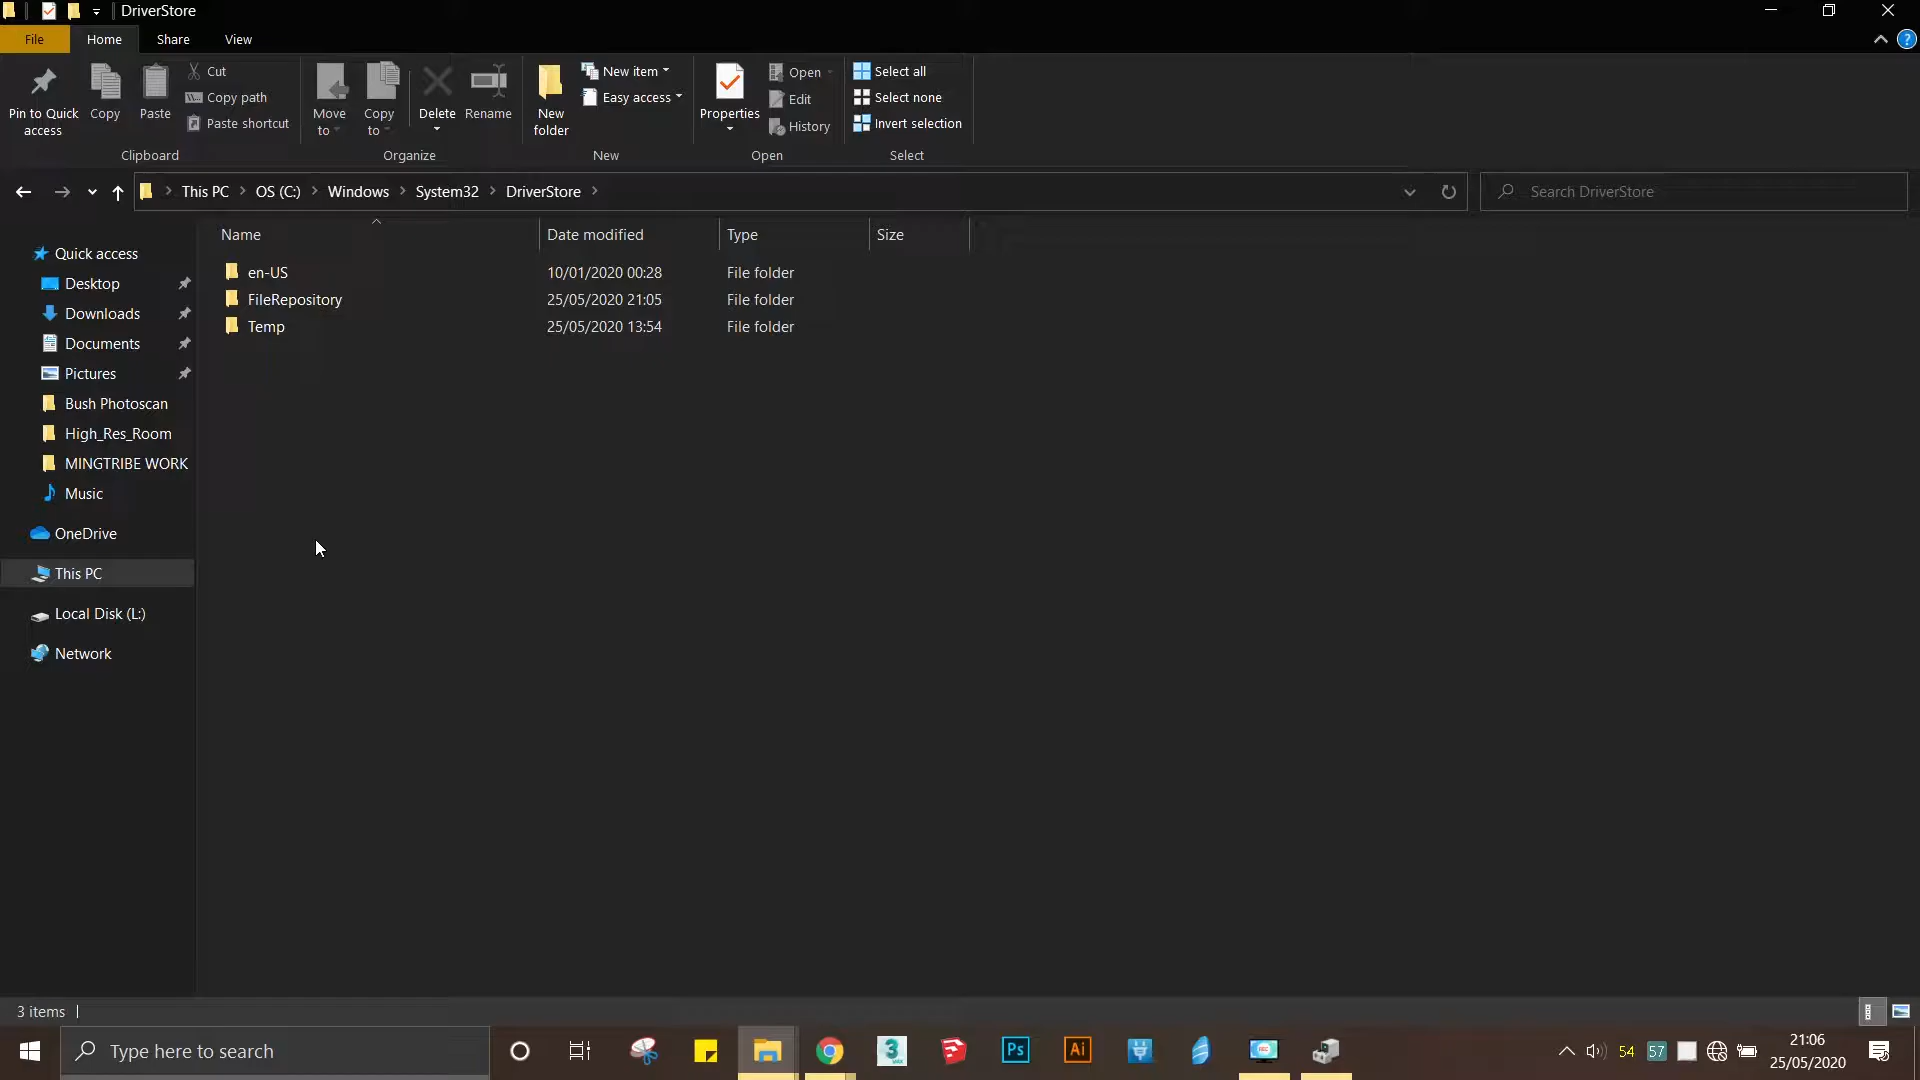 DriverStore
File Home Share View
Pin to Quick access
Copy
Paste
Cut
Copy path
Paste shortcut
Clipboard
Move to
Copy to
Delete
Rename
Organize
New folder
New item
Easy access
New
Properties
Open
Edit
History
Open
Select all
Select none
Invert selection
Select
This PC > OS (C:) > Windows > System32 > DriverStore >
Search DriverStore
Name Date modified Type Size
en-US 10/01/2020 00:28 File folder
FileRepository 25/05/2020 21:05 File folder
Temp 25/05/2020 13:54 File folder
Quick access
Desktop
Downloads
Documents
Pictures
Bush Photoscan
High_Res_Room
MINGTRIBE WORK
Music
OneDrive
This PC
Local Disk (L:)
Network
3 items
Type here to search
3
Ps
Ai
54
57
21:06
25/05/2020